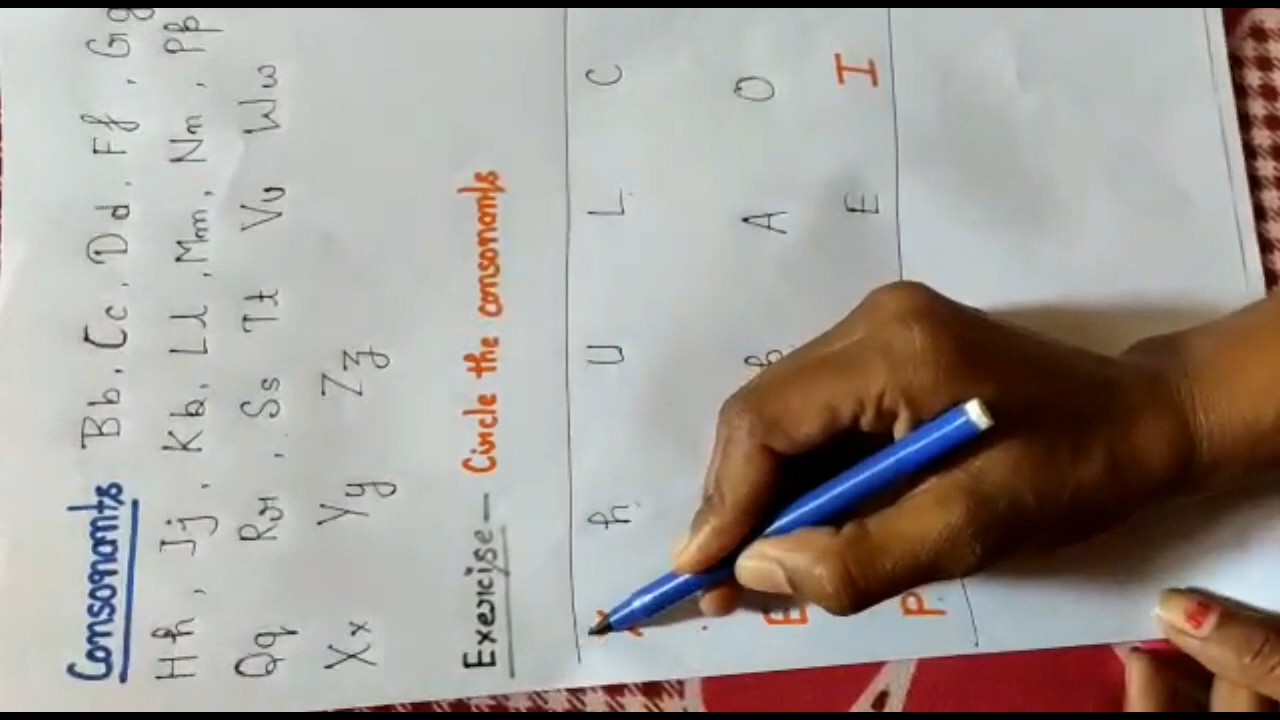 Consonants Bb, Cc, Dd, Ff, Gg
Hh, Jj, Kk, Ll, Mm, Nn, Pp
Qq Rr, Ss Tt Vv Ww
Xx Yy Zz
Exercise - Circle the consonants
h U L C
A O
E I
P